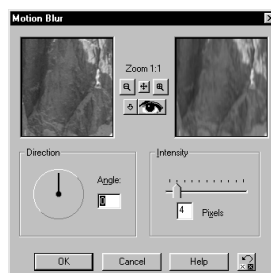 Motion Blur
Zoom 1:1
Direction
Angle:
0
Intensity
4 Pixels
OK Cancel Help